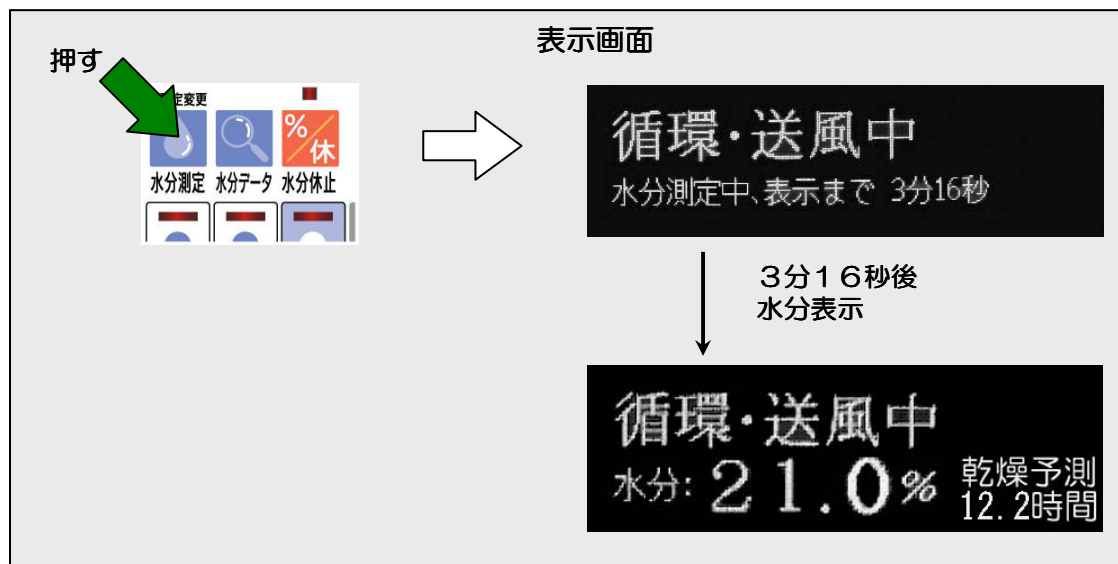 表示画面
押す
定変更
水分測定 水分データ 水分休止
%/休
循環・送風中
水分測定中、表示まで 3分16秒
3分16秒後
水分表示
循環・送風中
水分:21.0% 乾燥予測
12.2時間